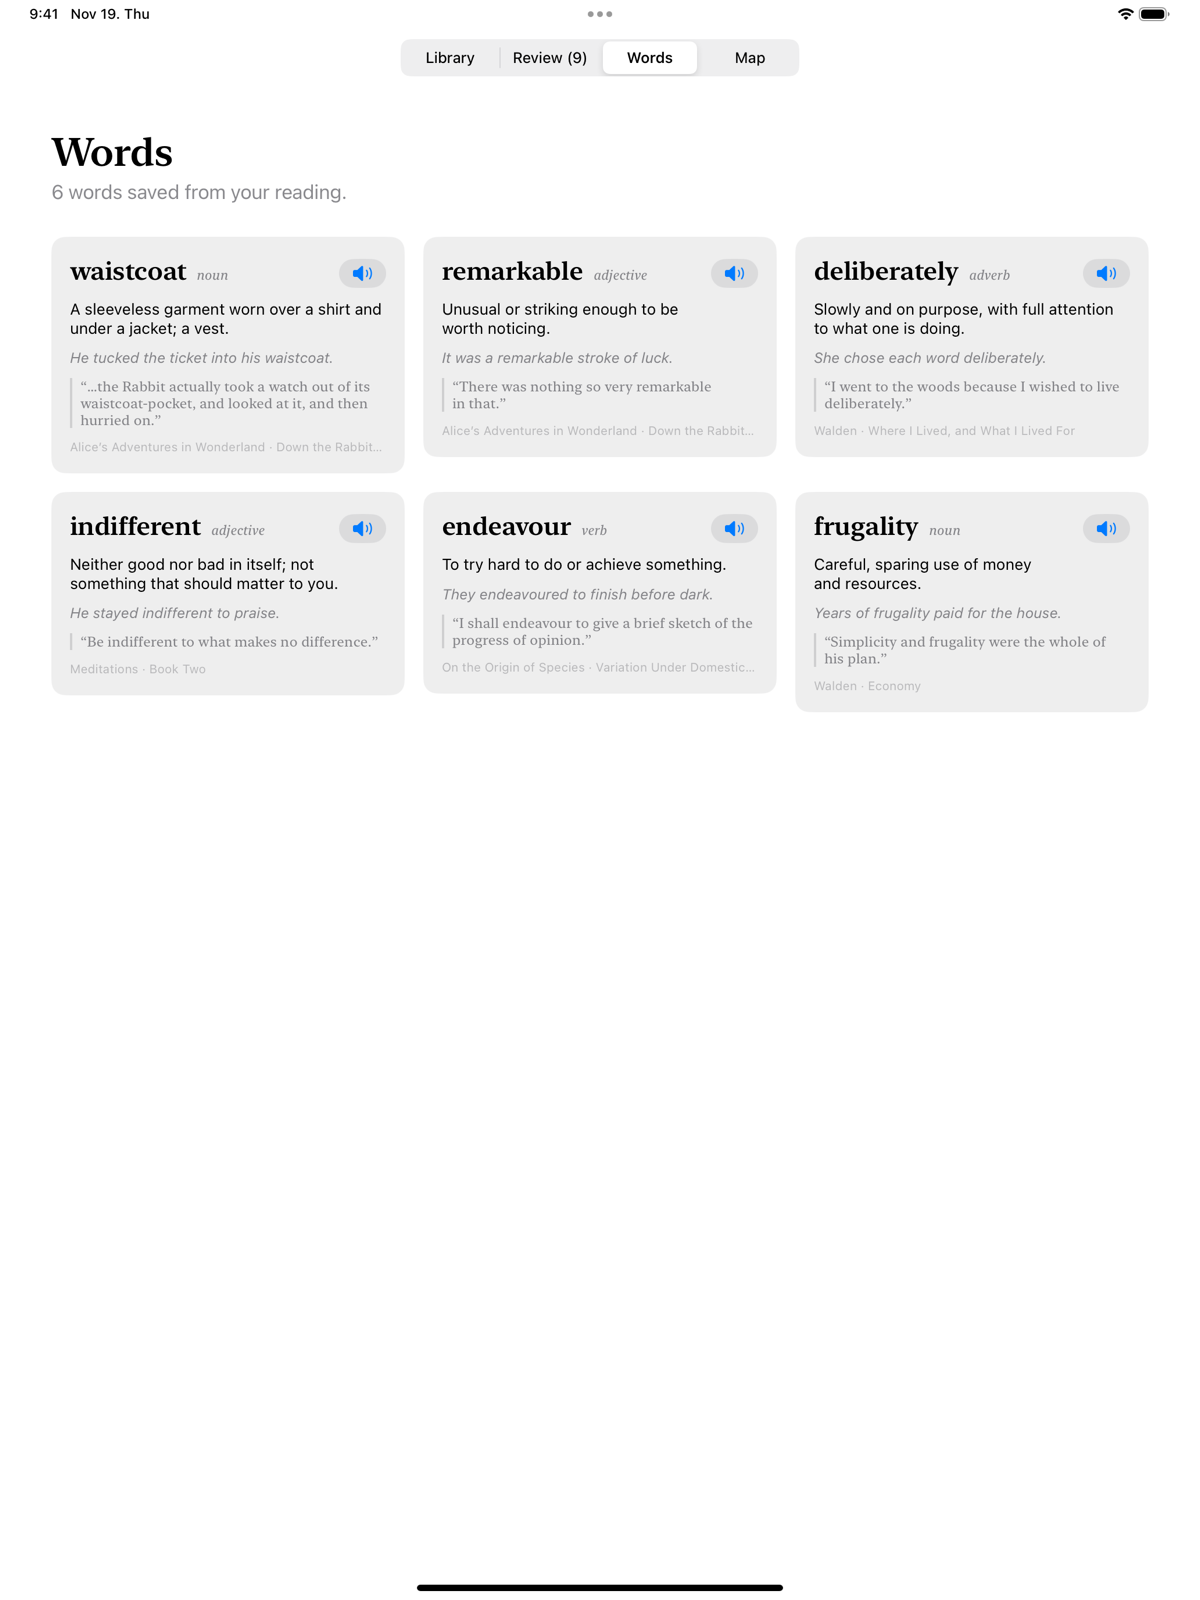 9:41 Nov 19. Thu
Library
Review (9)
Words
Map
Words
6 words saved from your reading.
waistcoat noun
A sleeveless garment worn over a shirt and
under a jacket; a vest.
He tucked the ticket into his waistcoat.
“…the Rabbit actually took a watch out of its
waistcoat-pocket, and looked at it, and then
hurried on.”
Alice's Adventures in Wonderland · Down the Rabbit…
remarkable adjective
Unusual or striking enough to be
worth noticing.
It was a remarkable stroke of luck.
“There was nothing so very remarkable
in that.”
Alice's Adventures in Wonderland · Down the Rabbit…
deliberately adverb
Slowly and on purpose, with full attention
to what one is doing.
She chose each word deliberately.
“I went to the woods because I wished to live
deliberately.”
Walden · Where I Lived, and What I Lived For
indifferent adjective
Neither good nor bad in itself; not
something that should matter to you.
He stayed indifferent to praise.
“Be indifferent to what makes no difference.”
Meditations · Book Two
endeavour verb
To try hard to do or achieve something.
They endeavoured to finish before dark.
“I shall endeavour to give a brief sketch of the
progress of opinion.”
On the Origin of Species · Variation Under Domestic…
frugality noun
Careful, sparing use of money
and resources.
Years of frugality paid for the house.
“Simplicity and frugality were the whole of
his plan.”
Walden · Economy